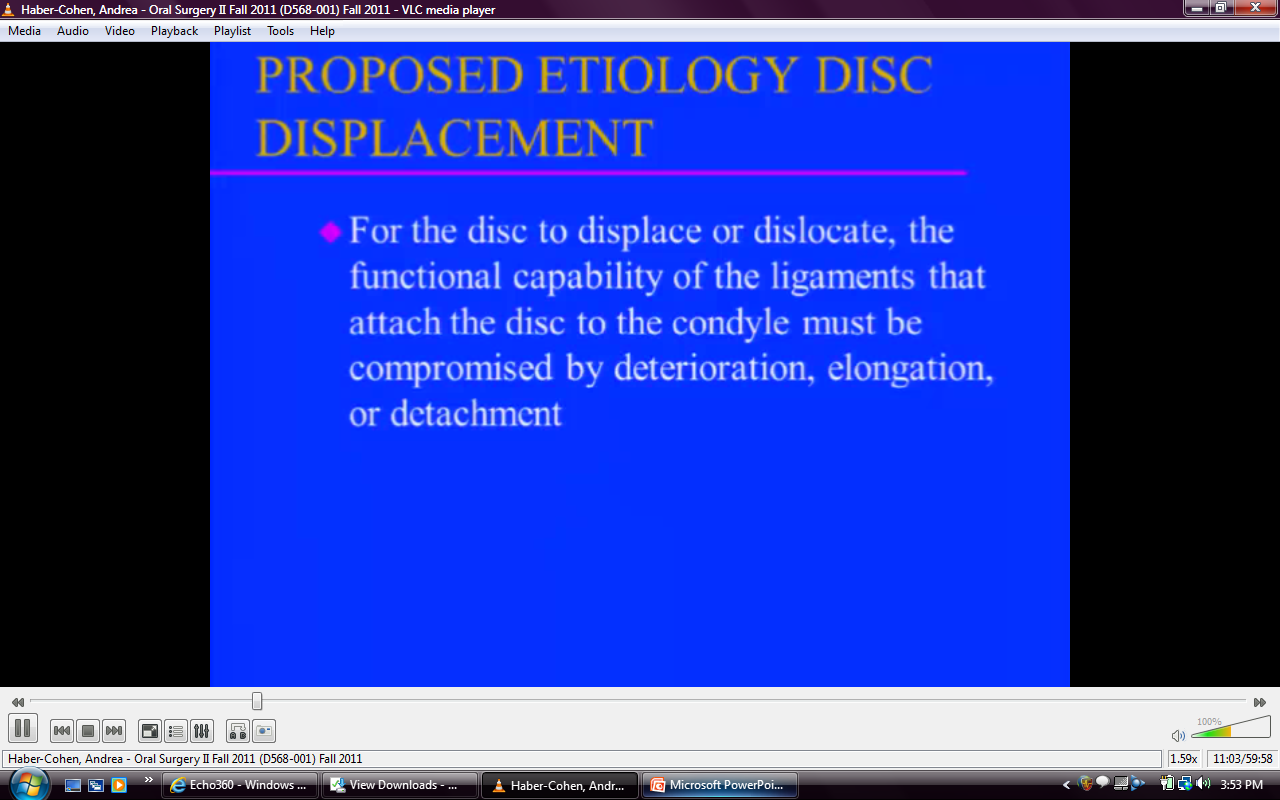 Haber-Cohen, Andrea - Oral Surgery II Fall 2011 (D568-001) Fall 2011 - VLC media player
Media Audio Video Playback Playlist Tools Help
PROPOSED ETIOLOGY DISC
DISPLACEMENT
For the disc to displace or dislocate, the
functional capability of the ligaments that
attach the disc to the condyle must be
compromised by deterioration, elongation,
or detachment
100%
Haber-Cohen, Andrea - Oral Surgery II Fall 2011 (D568-001) Fall 2011 1.59x 11:03/59:58
Echo360 - Windows ... View Downloads - ... Haber-Cohen, Andr... Microsoft PowerPoi... 3:53 PM